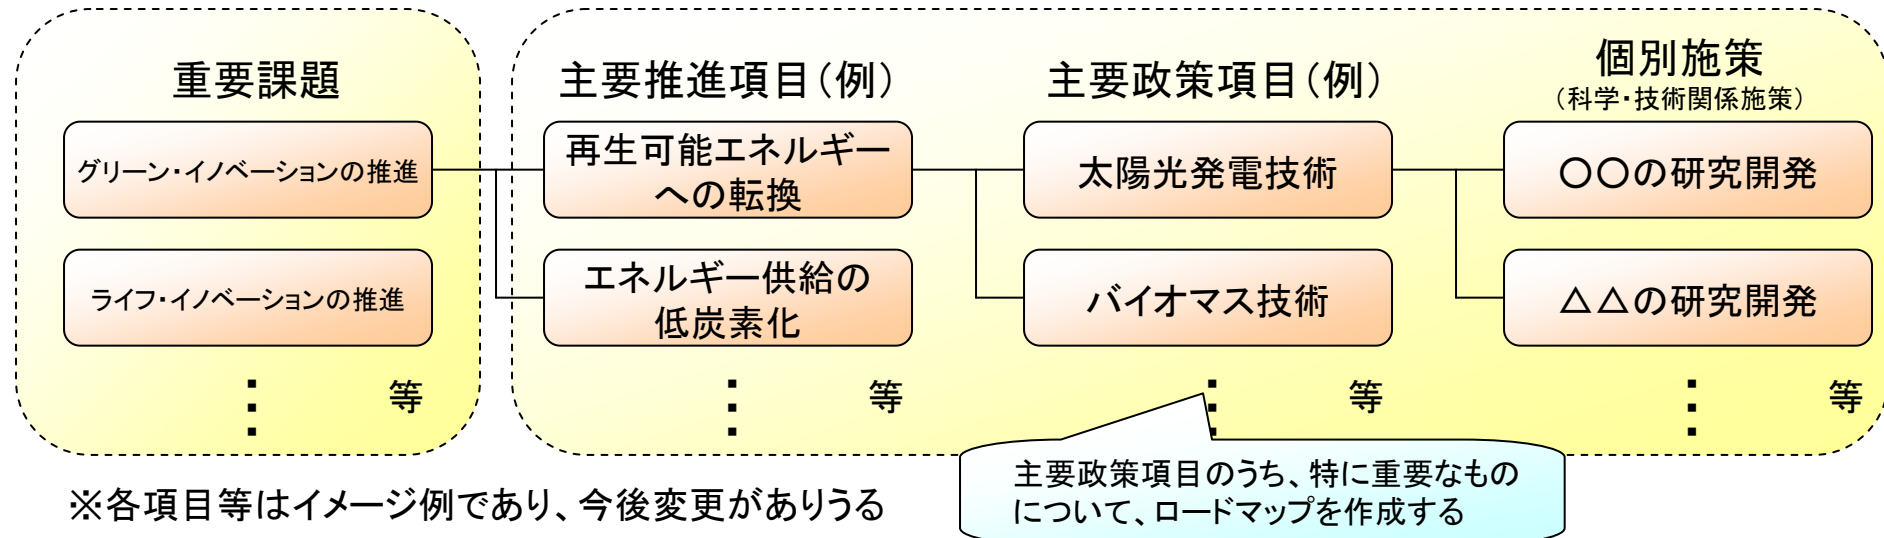 重要課題
グリーン・イノベーションの推進
ライフ・イノベーションの推進
等
主要推進項目(例)
再生可能エネルギー
への転換
エネルギー供給の
低炭素化
等
主要政策項目(例)
太陽光発電技術
バイオマス技術
等
個別施策
(科学・技術関係施策)
○○の研究開発
△△の研究開発
等
主要政策項目のうち、特に重要なもの
について、ロードマップを作成する
※各項目等はイメージ例であり、今後変更がありうる